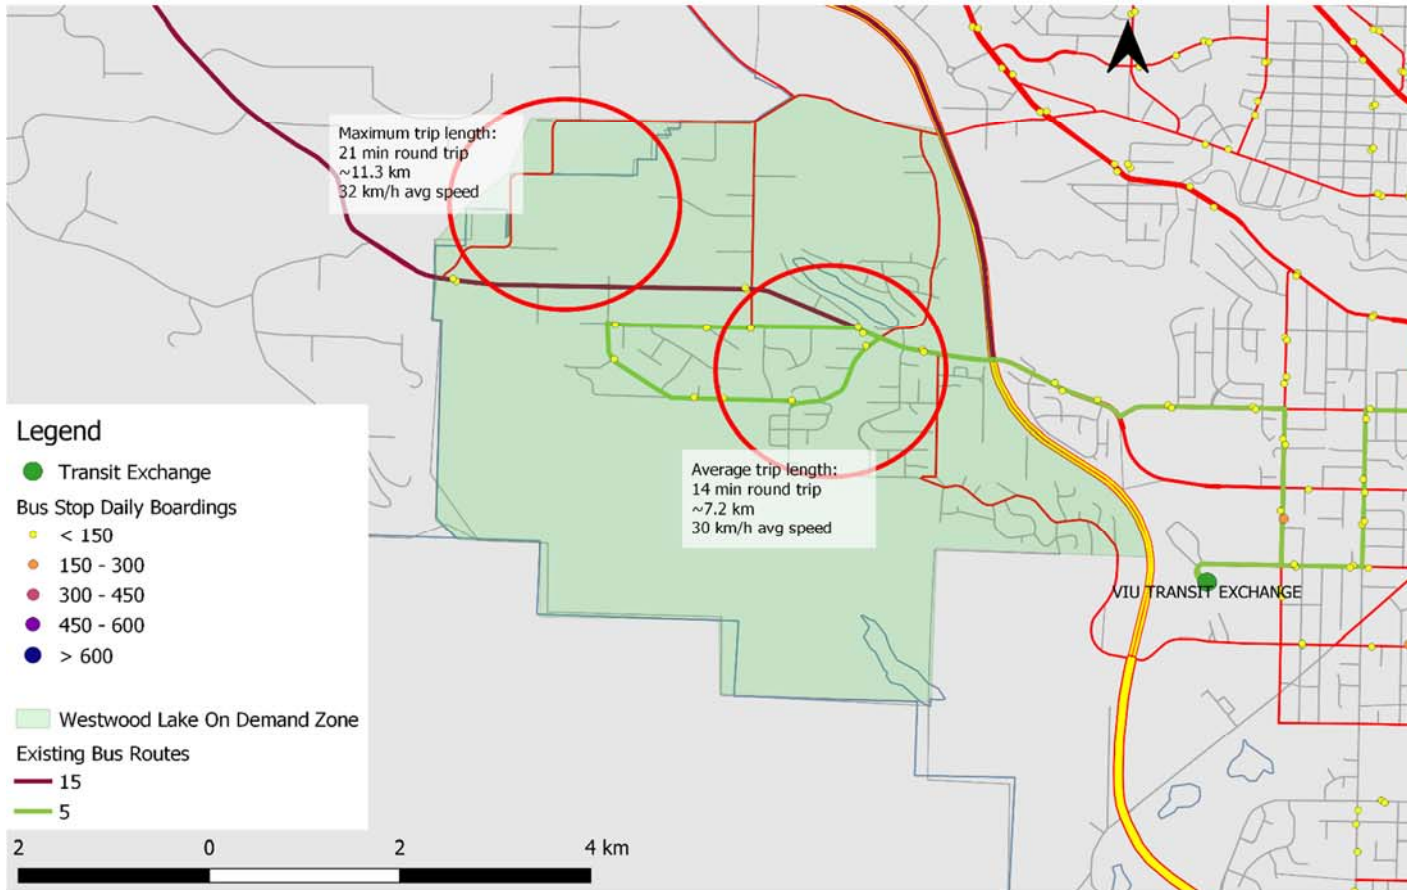 Maximum trip length:
21 min round trip
~11.3 km
32 km/h avg speed
Average trip length:
14 min round trip
~7.2 km
30 km/h avg speed
VIU TRANSIT EXCHANGE
Legend
Transit Exchange
Bus Stop Daily Boardings
< 150
150 - 300
300 - 450
450 - 600
> 600
Westwood Lake On Demand Zone
Existing Bus Routes
15
5
2 0 2 4 km